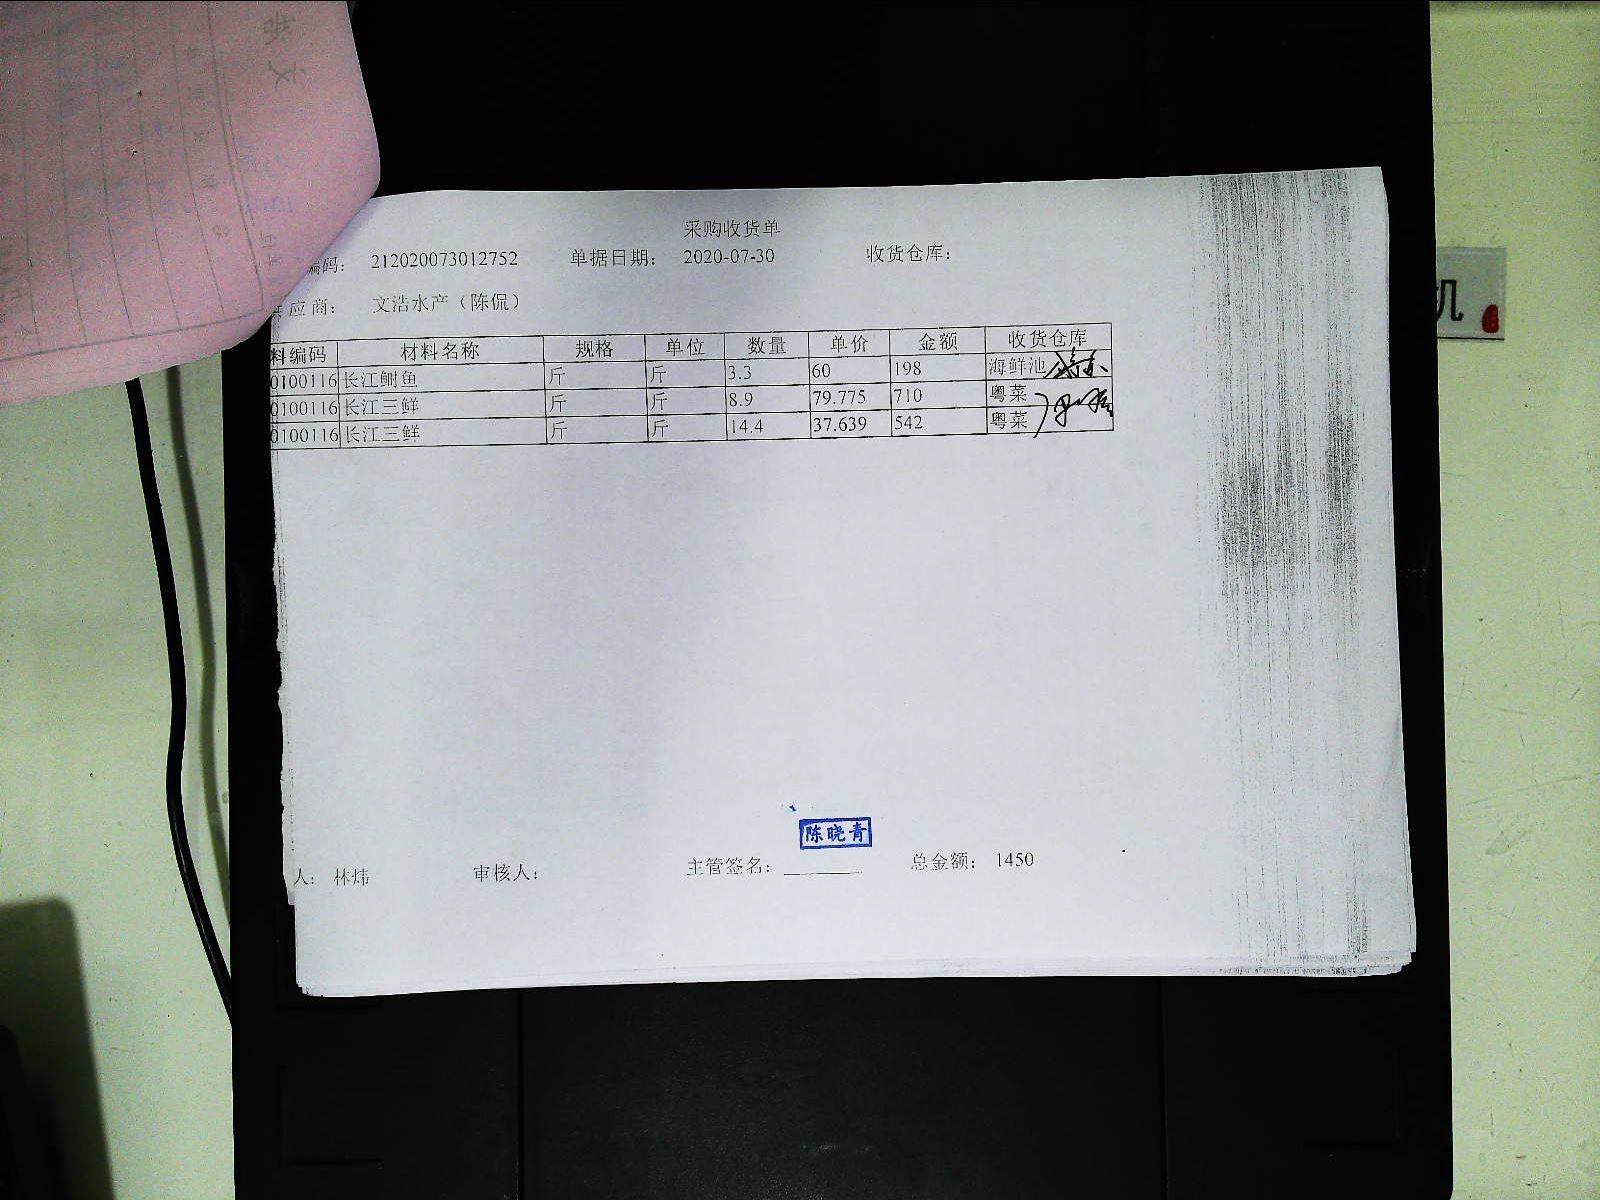 采购收货单
编码: 212020073012752 单据日期: 2020-07-30 收货仓库:
应商: 文浩水产（陈侃）
料编码 材料名称 规格 单位 数量 单价 金额 收货仓库
0100116 长江鮰鱼 斤 斤 3.3 60 198 海鲜池
0100116 长江三鲜 斤 斤 8.9 79.775 710 粤菜
0100116 长江三鲜 斤 斤 14.4 37.639 542 粤菜
陈晓青
人: 林炜 审核人: 主管签名: 总金额: 1450
机